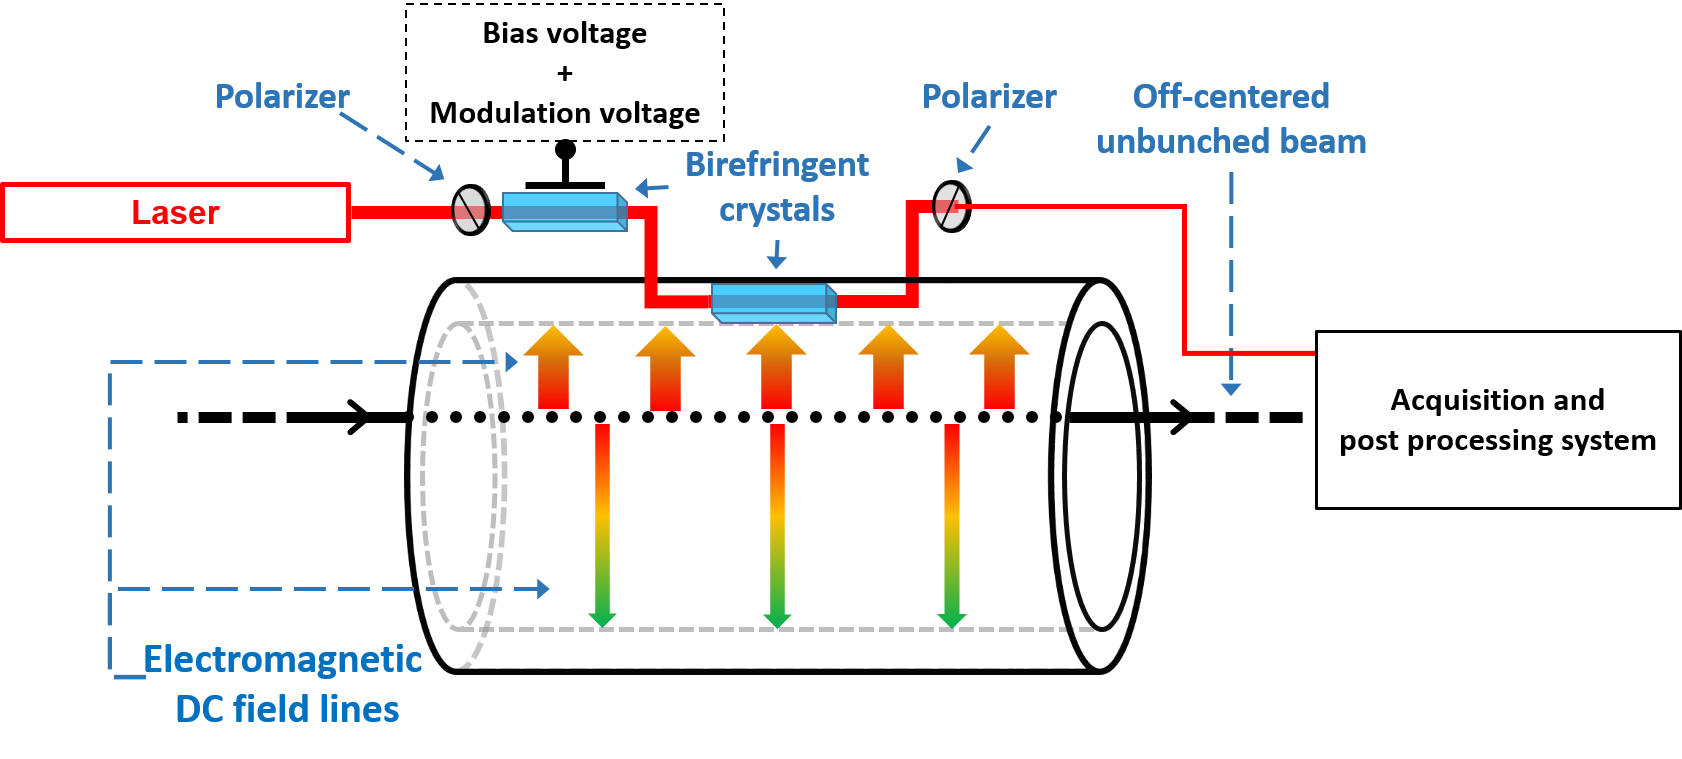 Bias voltage
+
Modulation voltage
Polarizer
Polarizer
Off-centered
unbunched beam
Birefringent
crystals
Laser
Acquisition and
post processing system
Electromagnetic
DC field lines